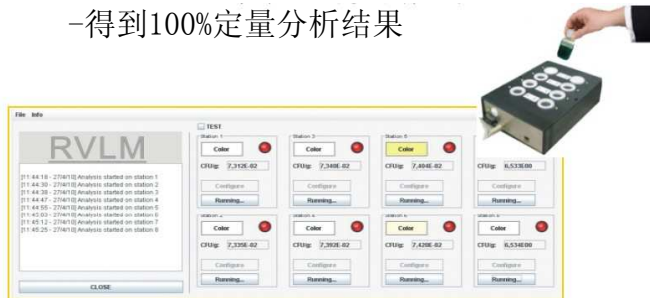 -得到100%定量分析结果
File Info
RVLM
[11:44:18 - 27/4/10] Analysis started on station 1
[11:44:30 - 27/4/10] Analysis started on station 2
[11:44:38 - 27/4/10] Analysis started on station 3
[11:44:47 - 27/4/10] Analysis started on station 4
[11:44:55 - 27/4/10] Analysis started on station 5
[11:45:03 - 27/4/10] Analysis started on station 6
[11:45:12 - 27/4/10] Analysis started on station 7
[11:45:25 - 27/4/10] Analysis started on station 8
CLOSE
TEST
Station 1
Color
CFU/g: 7,312E-02
Configure
Running...
Station 3
Color
CFU/g: 7,348E-02
Configure
Running...
Station 5
Color
CFU/g: 7,404E-02
Configure
Running...
CFU/g: 6,533E00
Configure
Running...
Station 2
Color
CFU/g: 7,335E-02
Configure
Running...
Station 4
Color
CFU/g: 7,392E-02
Configure
Running...
Station 6
Color
CFU/g: 7,420E-02
Configure
Running...
Station 8
Color
CFU/g: 6,534E00
Configure
Running...